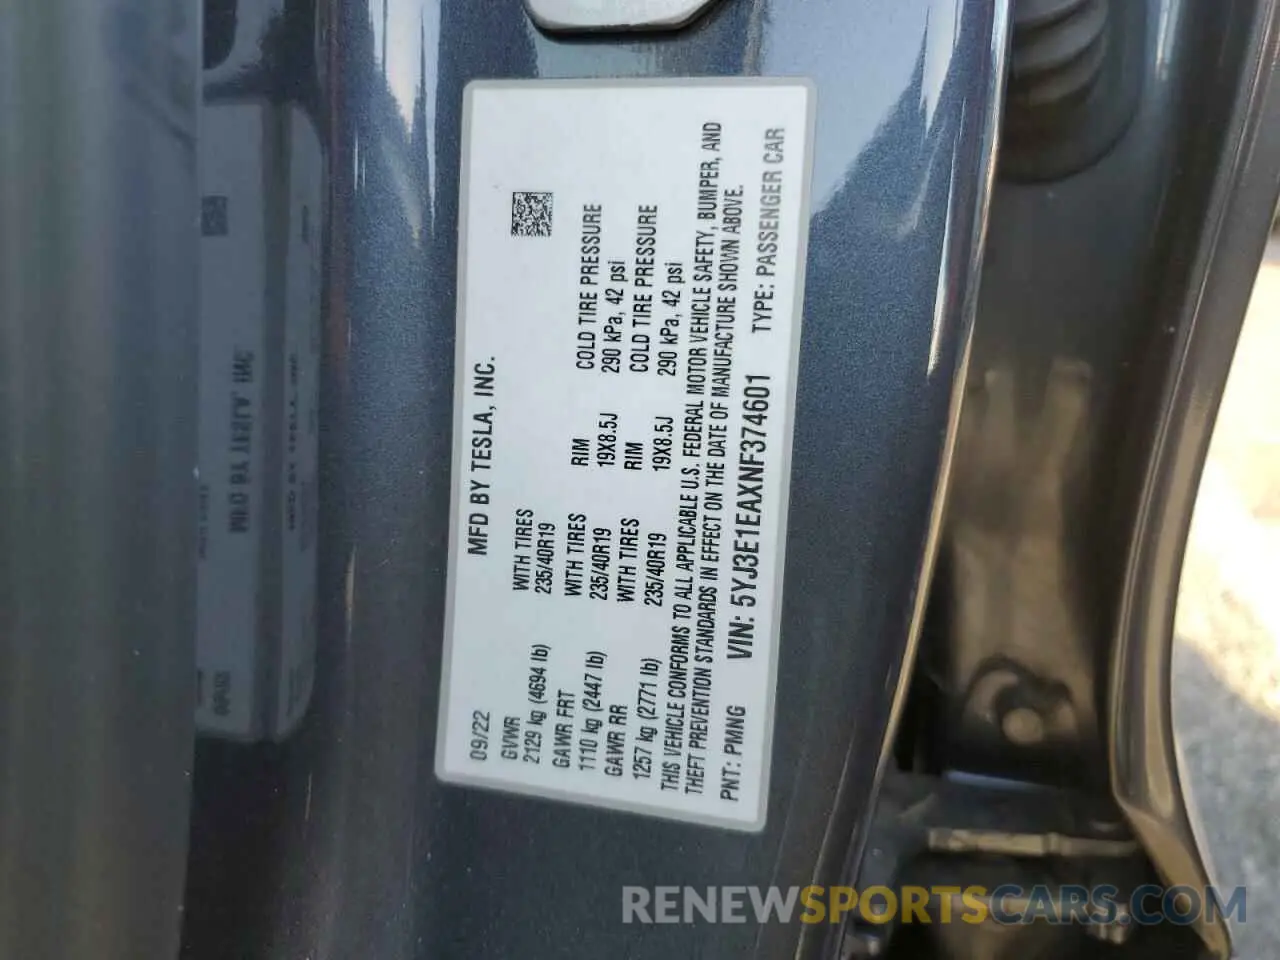 MFD BY TESLA, INC.
09/22
GVWR
2129 kg (4694 lb)
WITH TIRES
235/40R19
GAWR FRT
1110 kg (2447 lb)
WITH TIRES
235/40R19
RIM
19X8.5J
COLD TIRE PRESSURE
290 kPa, 42 psi
GAWR RR
1257 kg (2771 lb)
WITH TIRES
235/40R19
RIM
19X8.5J
COLD TIRE PRESSURE
290 kPa, 42 psi
THIS VEHICLE CONFORMS TO ALL APPLICABLE U.S. FEDERAL MOTOR VEHICLE SAFETY, BUMPER, AND
THEFT PREVENTION STANDARDS IN EFFECT ON THE DATE OF MANUFACTURE SHOWN ABOVE.
PNT: PMNG VIN: 5YJ3E1EAXNF374601 TYPE: PASSENGER CAR
RENEWSPORTSCARS.COM